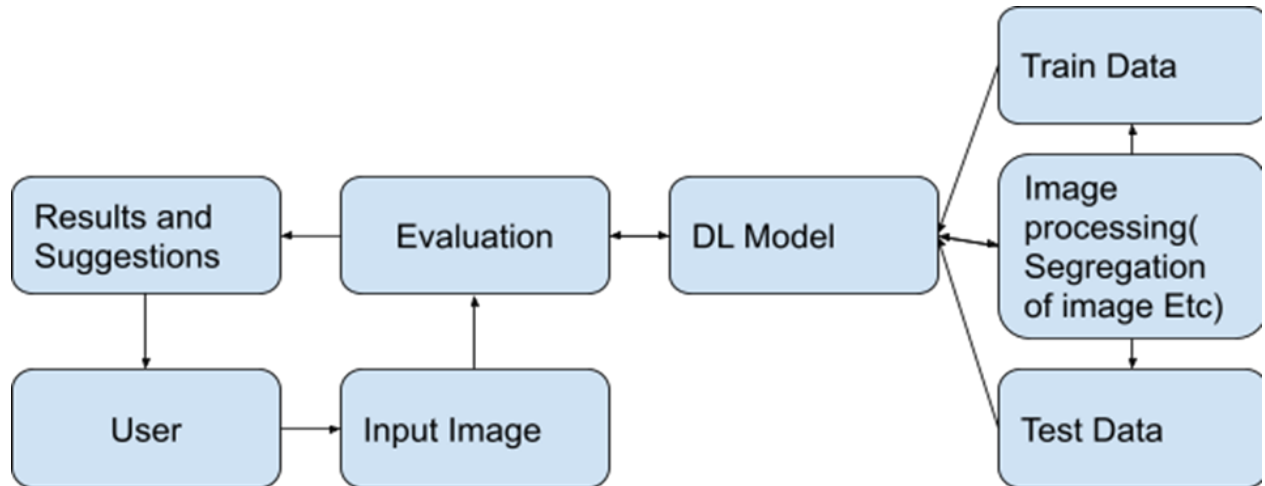 Train Data
Results and
Suggestions
Evaluation
DL Model
Image
processing(
Segregation
of image Etc)
User
Input Image
Test Data